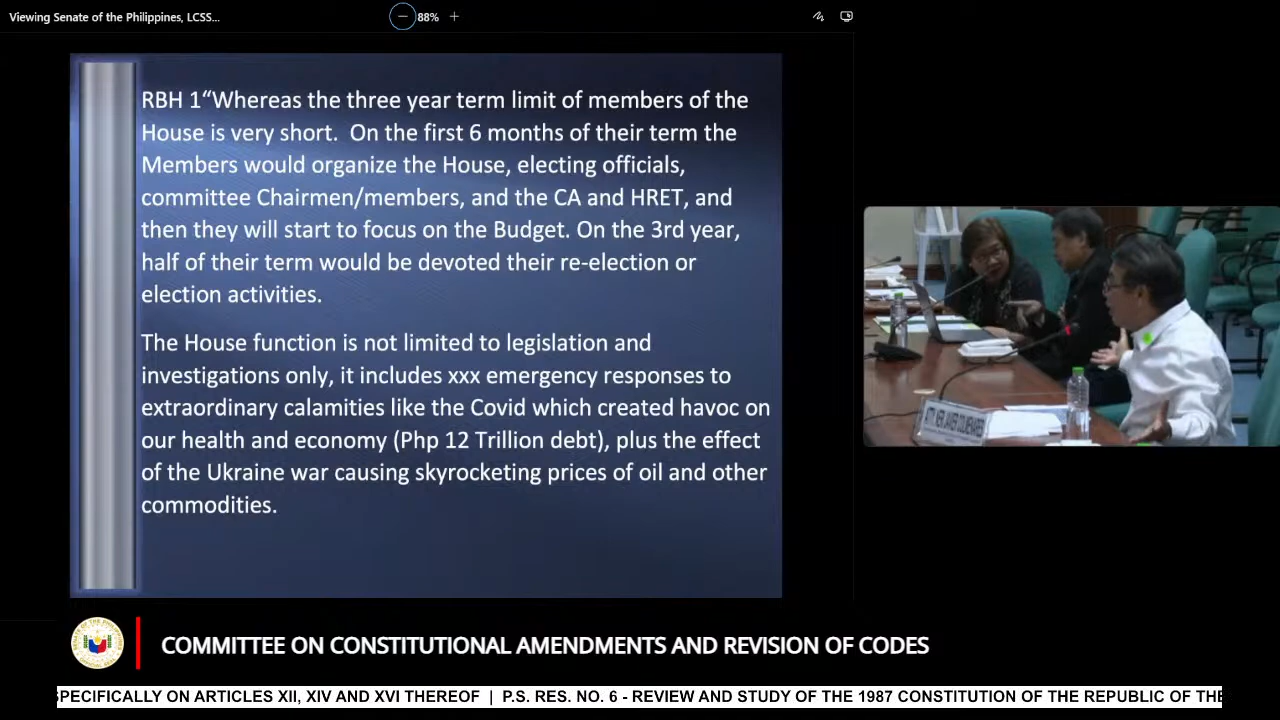 Viewing Senate of the Philippines, LCSS...
88%
RBH 1“Whereas the three year term limit of members of the
House is very short. On the first 6 months of their term the
Members would organize the House, electing officials,
committee Chairmen/members, and the CA and HRET, and
then they will start to focus on the Budget. On the 3rd year,
half of their term would be devoted their re-election or
election activities.
The House function is not limited to legislation and
investigations only, it includes xxx emergency responses to
extraordinary calamities like the Covid which created havoc on
our health and economy (Php 12 Trillion debt), plus the effect
of the Ukraine war causing skyrocketing prices of oil and other
commodities.
ATTY. NERI JAVIER COLMENARES
COMMITTEE ON CONSTITUTIONAL AMENDMENTS AND REVISION OF CODES
SPECIFICALLY ON ARTICLES XII, XIV AND XVI THEREOF | P.S. RES. NO. 6 - REVIEW AND STUDY OF THE 1987 CONSTITUTION OF THE REPUBLIC OF THE